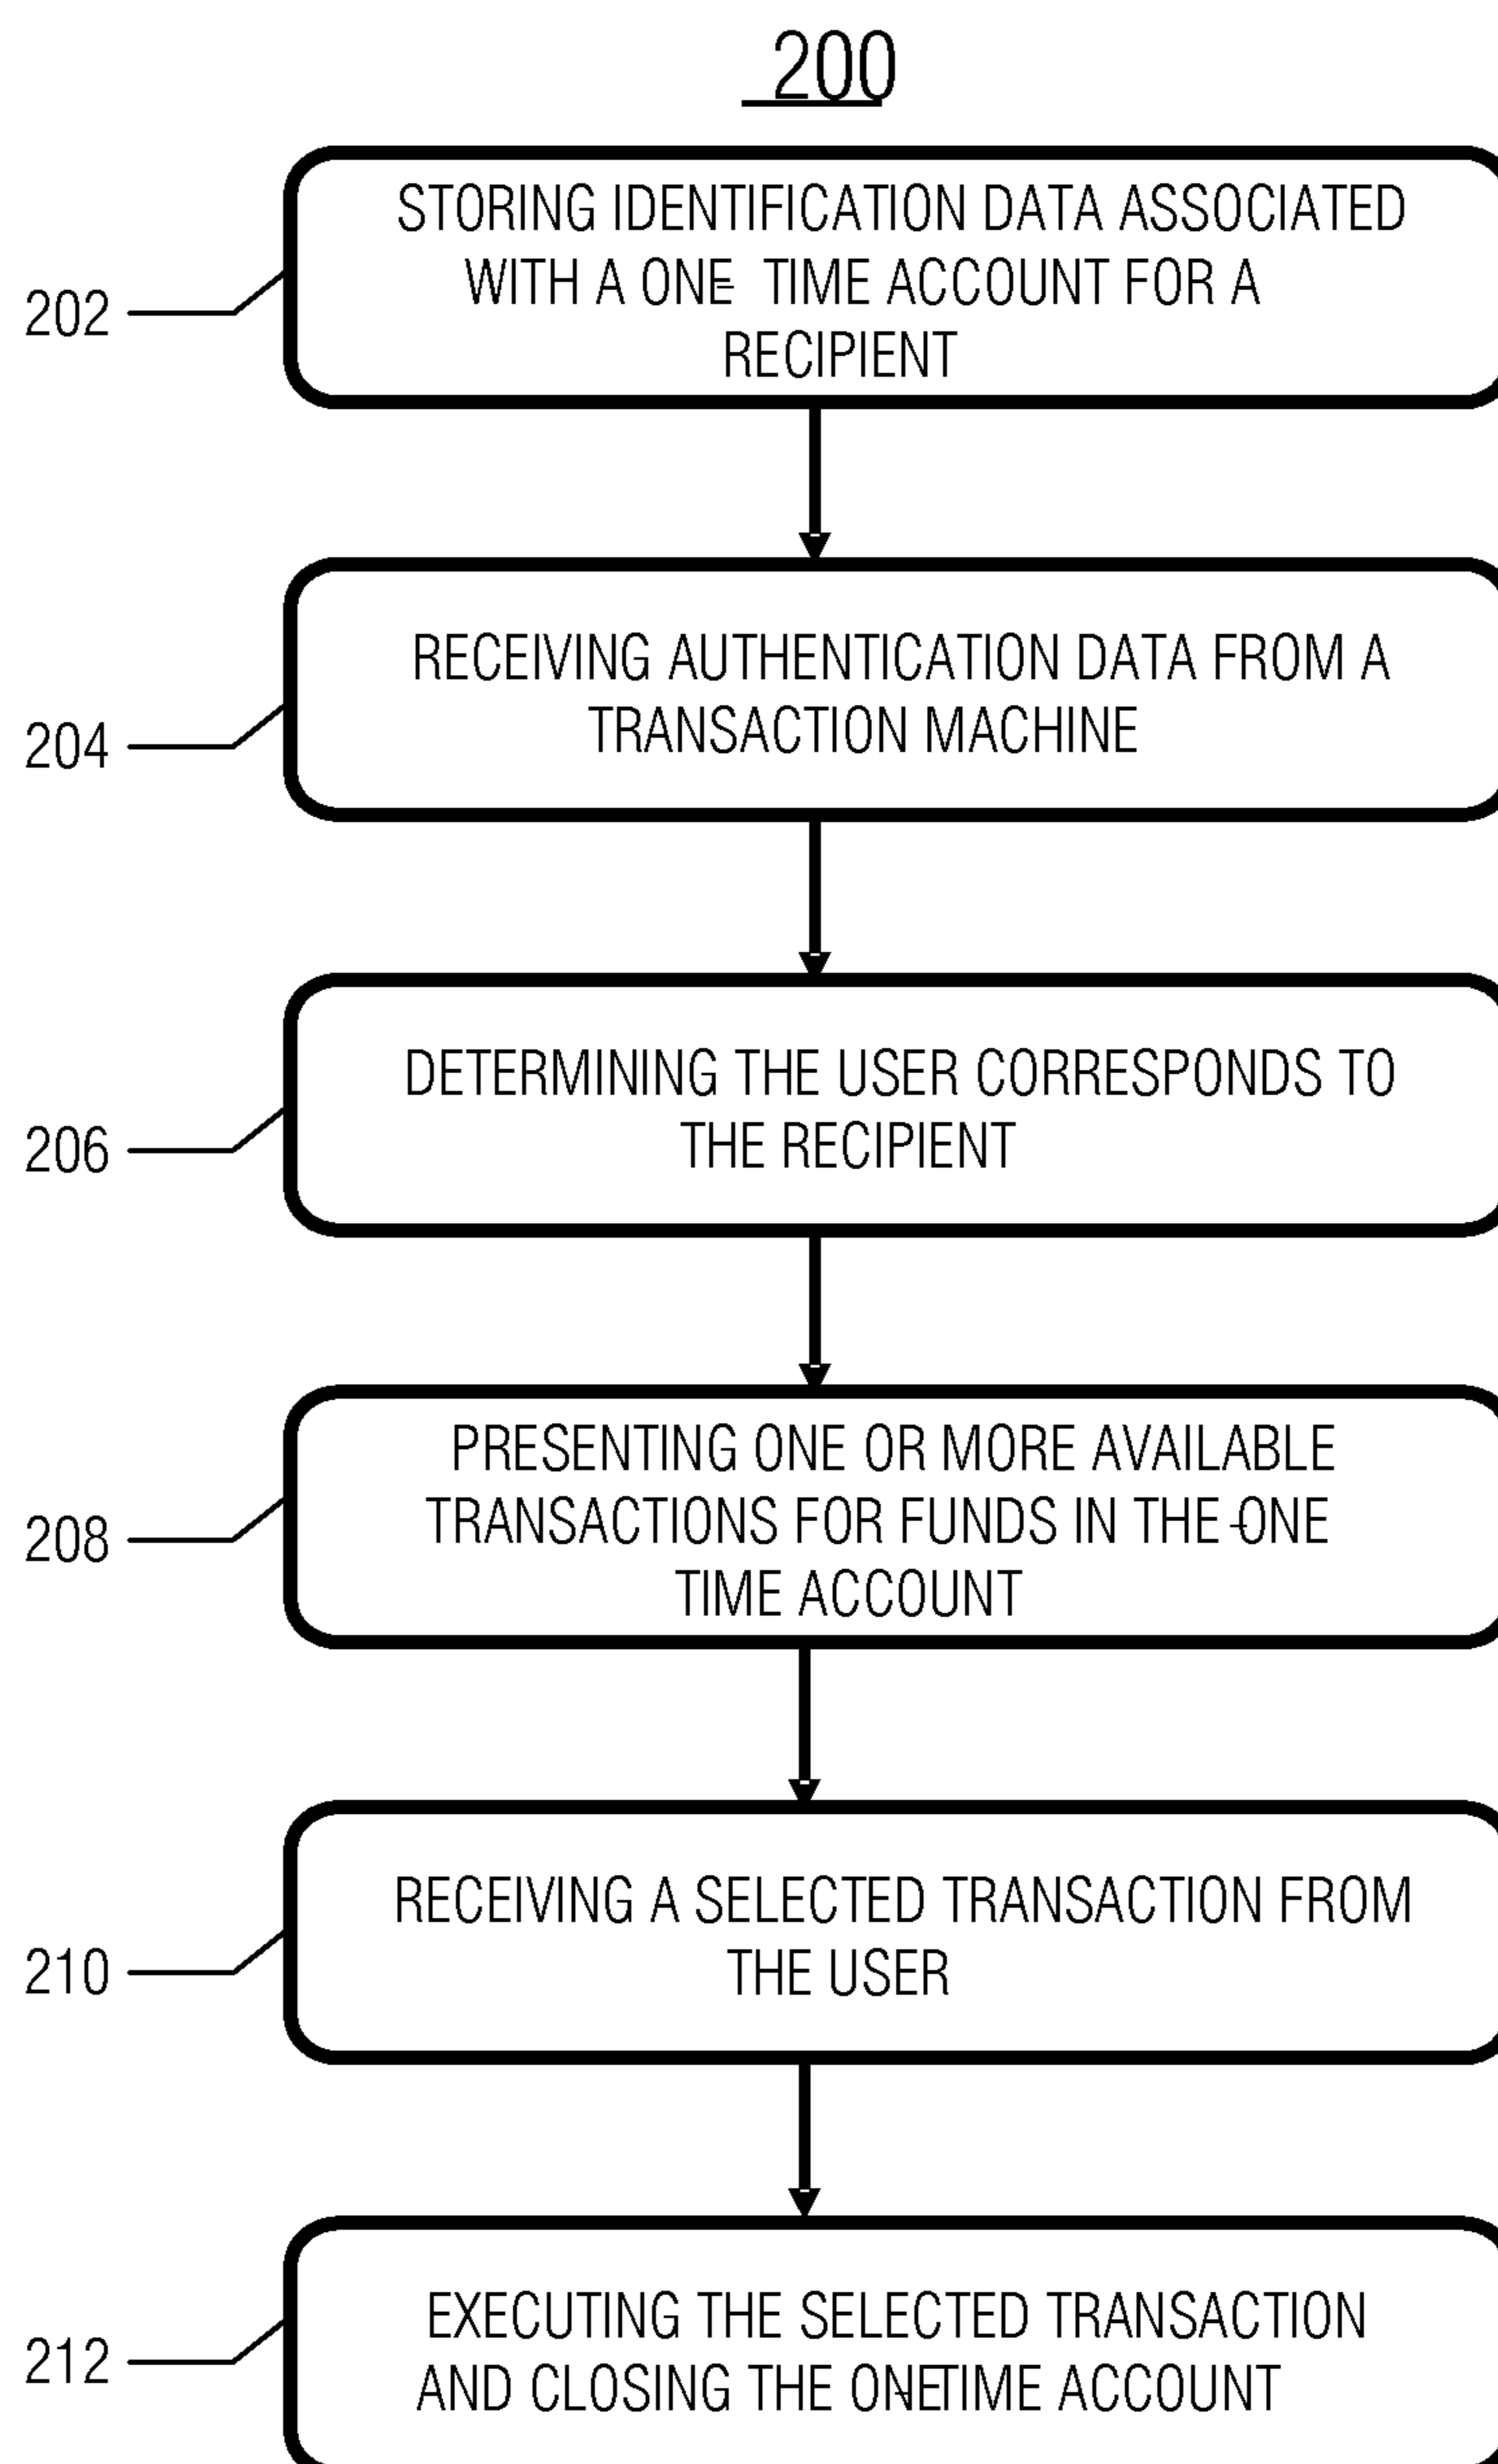 200
STORING IDENTIFICATION DATA ASSOCIATED
WITH A ONE- TIME ACCOUNT FOR A
RECIPIENT
202
RECEIVING AUTHENTICATION DATA FROM A
TRANSACTION MACHINE
204
DETERMINING THE USER CORRESPONDS TO
THE RECIPIENT
206
PRESENTING ONE OR MORE AVAILABLE
TRANSACTIONS FOR FUNDS IN THE -ONE
TIME ACCOUNT
208
RECEIVING A SELECTED TRANSACTION FROM
THE USER
210
EXECUTING THE SELECTED TRANSACTION
AND CLOSING THE ONE-TIME ACCOUNT
212